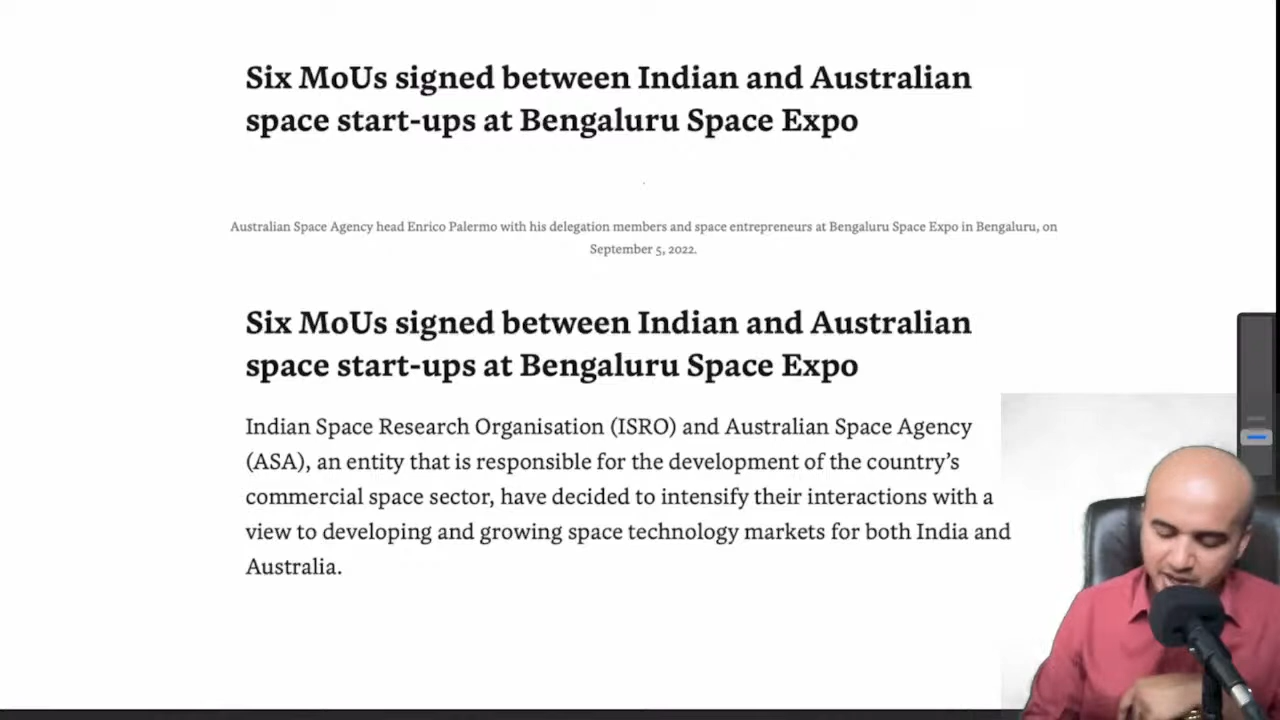 Six MoUs signed between Indian and Australian
space start-ups at Bengaluru Space Expo
Australian Space Agency head Enrico Palermo with his delegation members and space entrepreneurs at Bengaluru Space Expo in Bengaluru, on
September 5, 2022.
Six MoUs signed between Indian and Australian
space start-ups at Bengaluru Space Expo
Indian Space Research Organisation (ISRO) and Australian Space Agency
(ASA), an entity that is responsible for the development of the country’s
commercial space sector, have decided to intensify their interactions with a
view to developing and growing space technology markets for both India and
Australia.